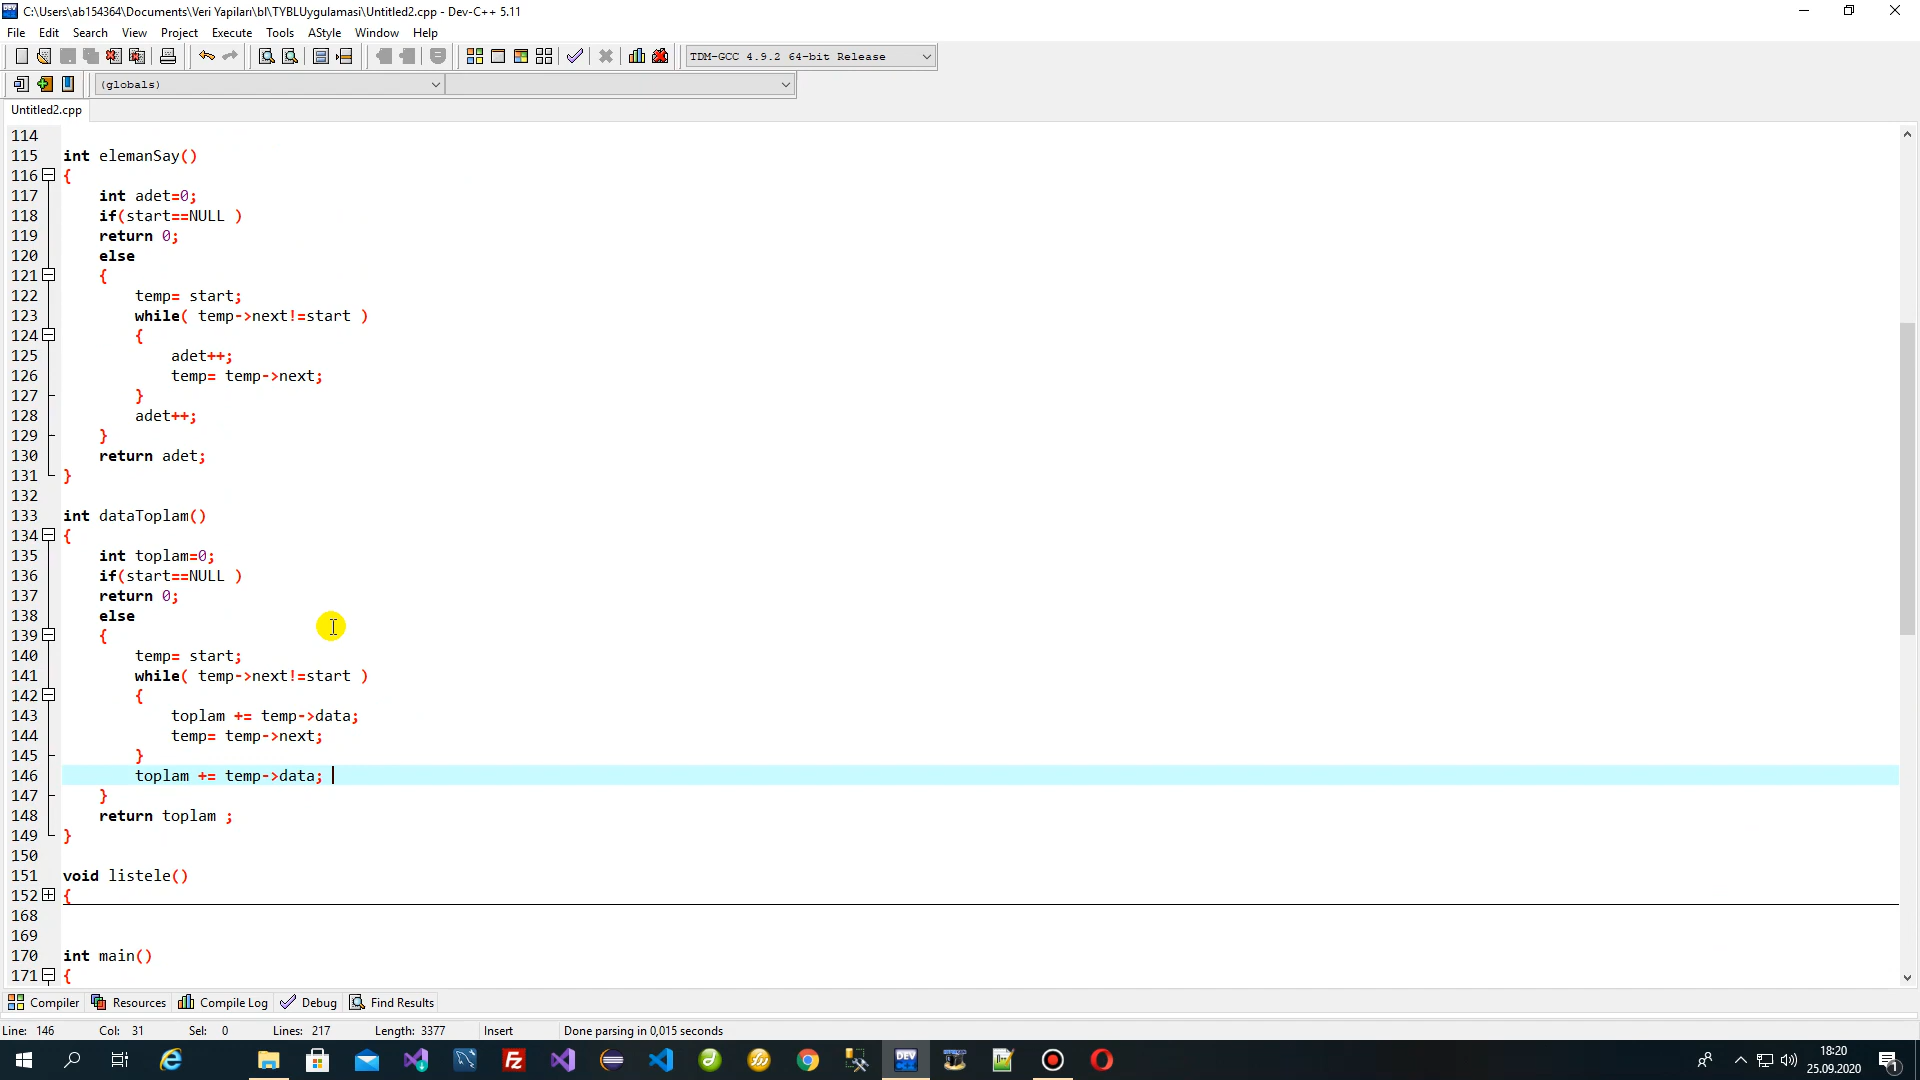 C:\Users\ab154364\Documents\Veri Yapıları\bl\TYBLUygulamasi\Untitled2.cpp - Dev-C++ 5.11
File Edit Search View Project Execute Tools AStyle Window Help
TDM-GCC 4.9.2 64-bit Release
(globals)
Untitled2.cpp
114
115 int elemanSay()
116 {
117 int adet=0;
118 if(start==NULL )
119 return 0;
120 else
121 {
122 temp= start;
123 while( temp->next!=start )
124 {
125 adet++;
126 temp= temp->next;
127 }
128 adet++;
129 }
130 return adet;
131 }
132
133 int dataToplam()
134 {
135 int toplam=0;
136 if(start==NULL )
137 return 0;
138 else
139 {
140 temp= start;
141 while( temp->next!=start )
142 {
143 toplam += temp->data;
144 temp= temp->next;
145 }
146 toplam += temp->data;
147 }
148 return toplam ;
149 }
150
151 void listele()
152 {
168
169
170 int main()
171 {
Compiler Resources Compile Log Debug Find Results
Line: 146 Col: 31 Sel: 0 Lines: 217 Length: 3377 Insert Done parsing in 0,015 seconds
DEV
18:20
25.09.2020
1